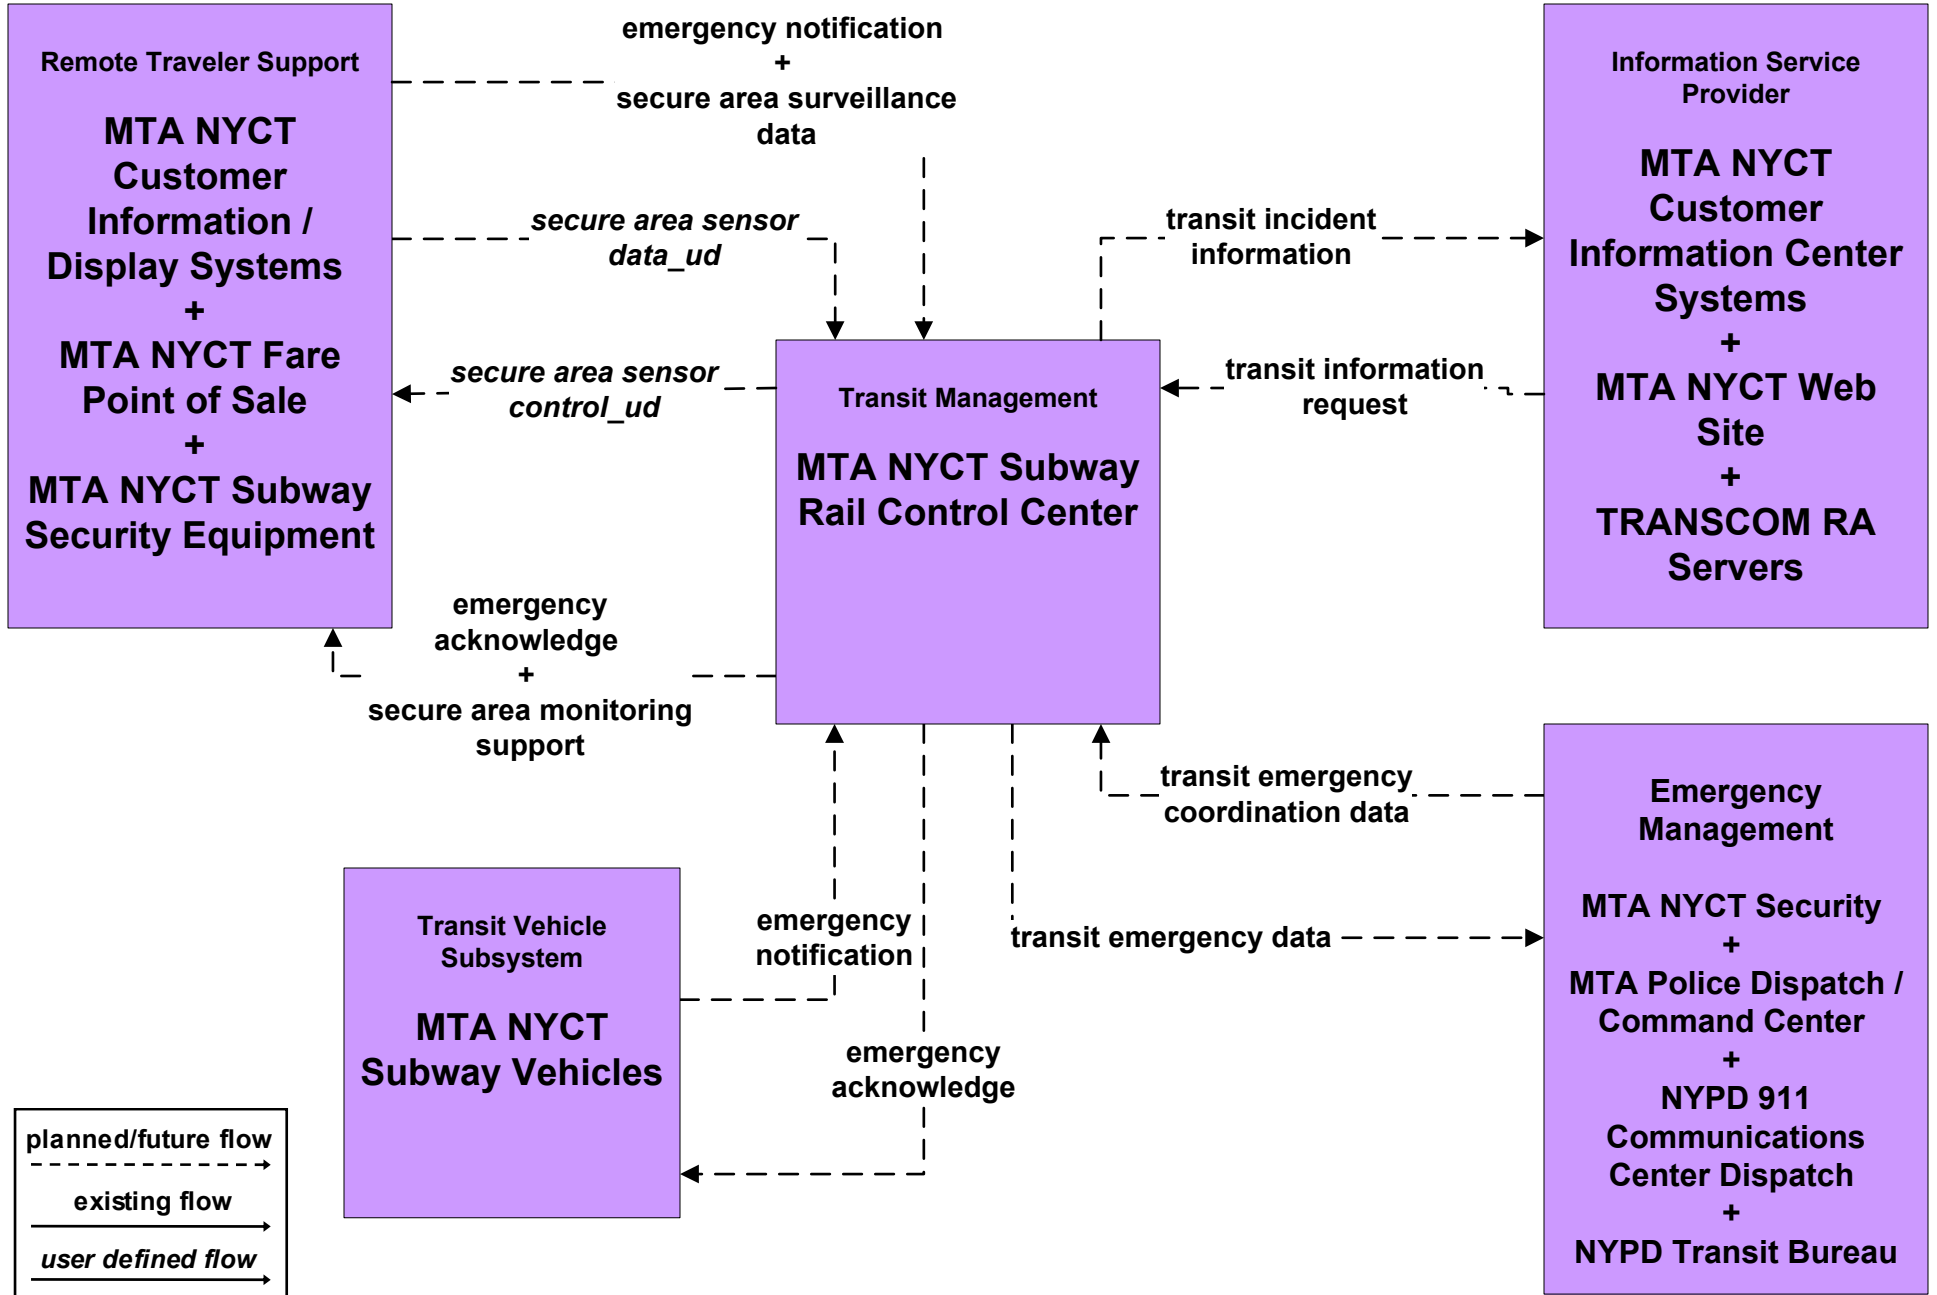 Remote Traveler Support
MTA NYCT
Customer
Information /
Display Systems
+
MTA NYCT Fare
Point of Sale
+
MTA NYCT Subway
Security Equipment
emergency notification
+
secure area surveillance
data
secure area sensor
data_ud
secure area sensor
control_ud
emergency
acknowledge
+
secure area monitoring
support
Transit Management
MTA NYCT Subway
Rail Control Center
transit incident
information
transit information
request
Information Service
Provider
MTA NYCT
Customer
Information Center
Systems
+
MTA NYCT Web
Site
+
TRANSCOM RA
Servers
transit emergency
coordination data
transit emergency data
Emergency
Management
MTA NYCT Security
+
MTA Police Dispatch /
Command Center
+
NYPD 911
Communications
Center Dispatch
+
NYPD Transit Bureau
Transit Vehicle
Subsystem
MTA NYCT
Subway Vehicles
emergency
notification
emergency
acknowledge
planned/future flow
existing flow
user defined flow